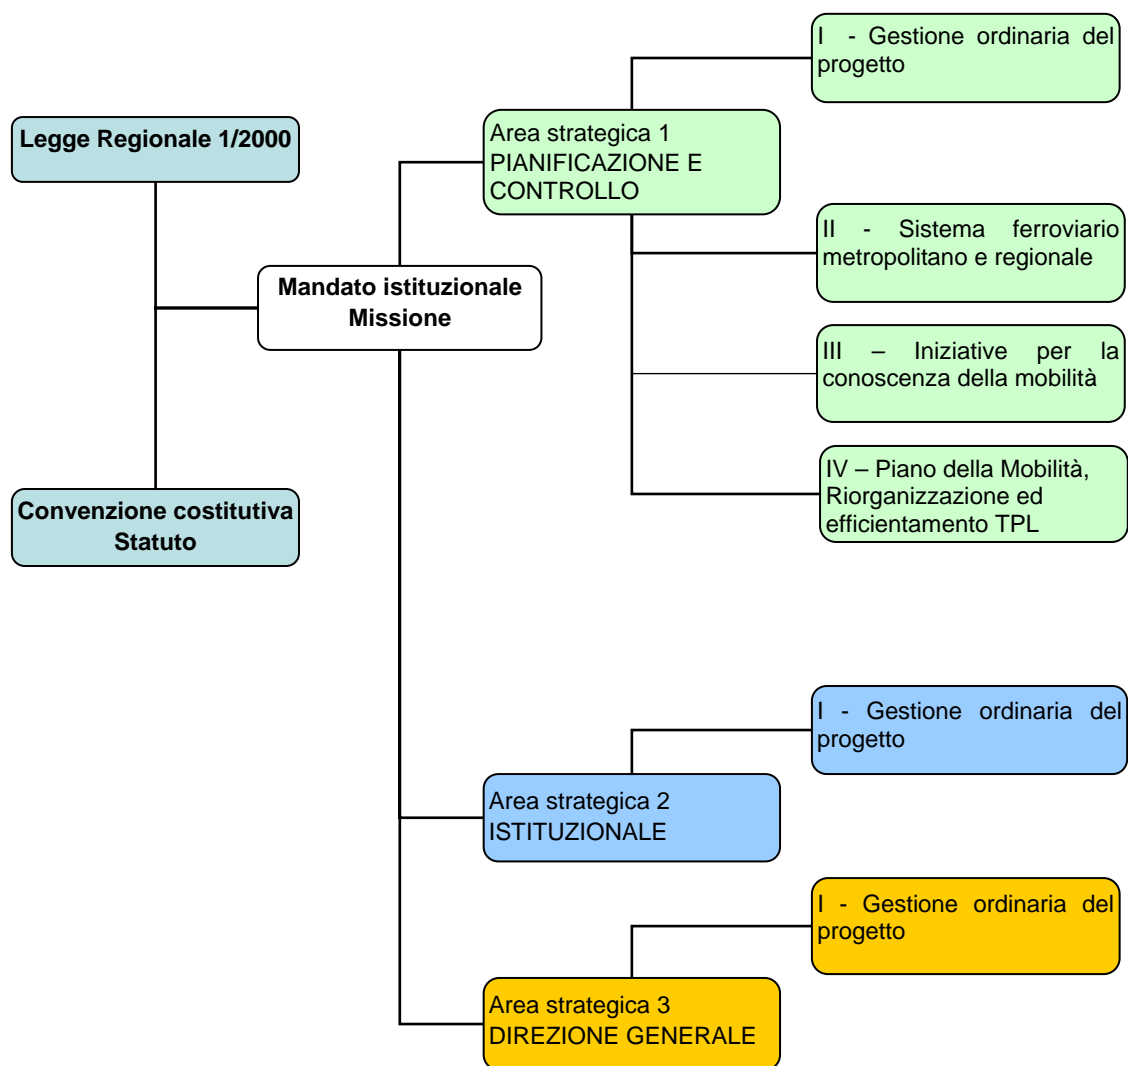 I - Gestione ordinaria del
progetto
Legge Regionale 1/2000
Area strategica 1
PIANIFICAZIONE E
CONTROLLO
II - Sistema ferroviario
metropolitano e regionale
Mandato istituzionale
Missione
III – Iniziative per la
conoscenza della mobilità
IV – Piano della Mobilità,
Riorganizzazione ed
efficientamento TPL
Convenzione costitutiva
Statuto
I - Gestione ordinaria del
progetto
Area strategica 2
ISTITUZIONALE
I - Gestione ordinaria del
progetto
Area strategica 3
DIREZIONE GENERALE